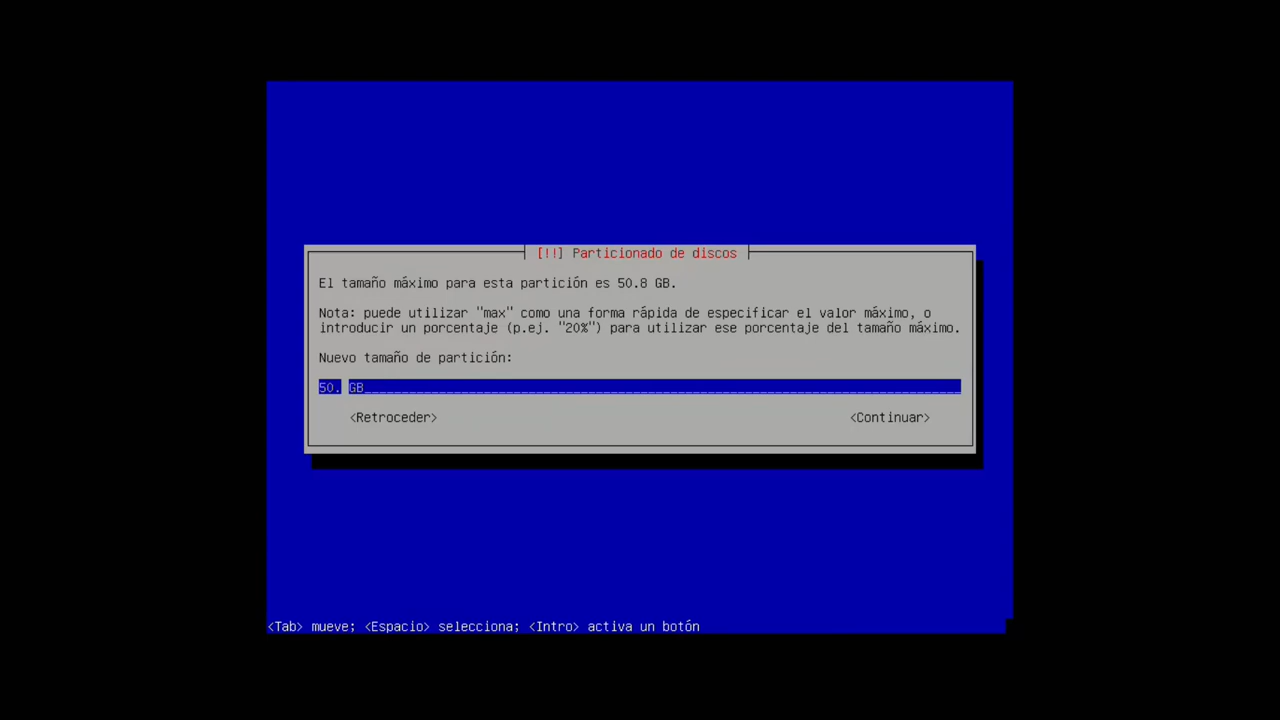 [!!] Particionado de discos
El tamaño máximo para esta partición es 50.8 GB.
Nota: puede utilizar "max" como una forma rápida de especificar el valor máximo, o
introducir un porcentaje (p.ej. "20%") para utilizar ese porcentaje del tamaño máximo.
Nuevo tamaño de partición:
50. GB
<Retroceder> <Continuar>
<Tab> mueve; <Espacio> selecciona; <Intro> activa un botón